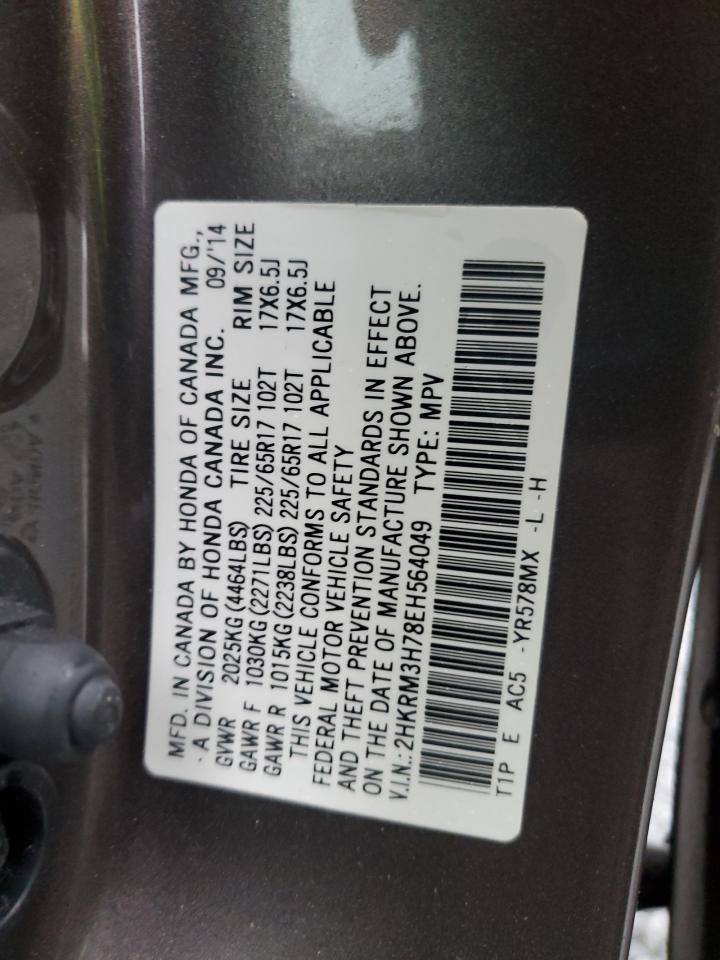 MFD. IN CANADA BY HONDA OF CANADA MFG.,
- A DIVISION OF HONDA CANADA INC. 09/'14
GVWR 2025KG(4464LBS) TIRE SIZE RIM SIZE
GAWR F 1030KG(2271LBS) 225/65R17 102T 17X6.5J
GAWR R 1015KG(2238LBS) 225/65R17 102T 17X6.5J
THIS VEHICLE CONFORMS TO ALL APPLICABLE
FEDERAL MOTOR VEHICLE SAFETY
AND THEFT PREVENTION STANDARDS IN EFFECT
ON THE DATE OF MANUFACTURE SHOWN ABOVE.
V.I.N.: 2HKRM3H78EH564049 TYPE: MPV
T1P E AC5 -YR578MX -L -H